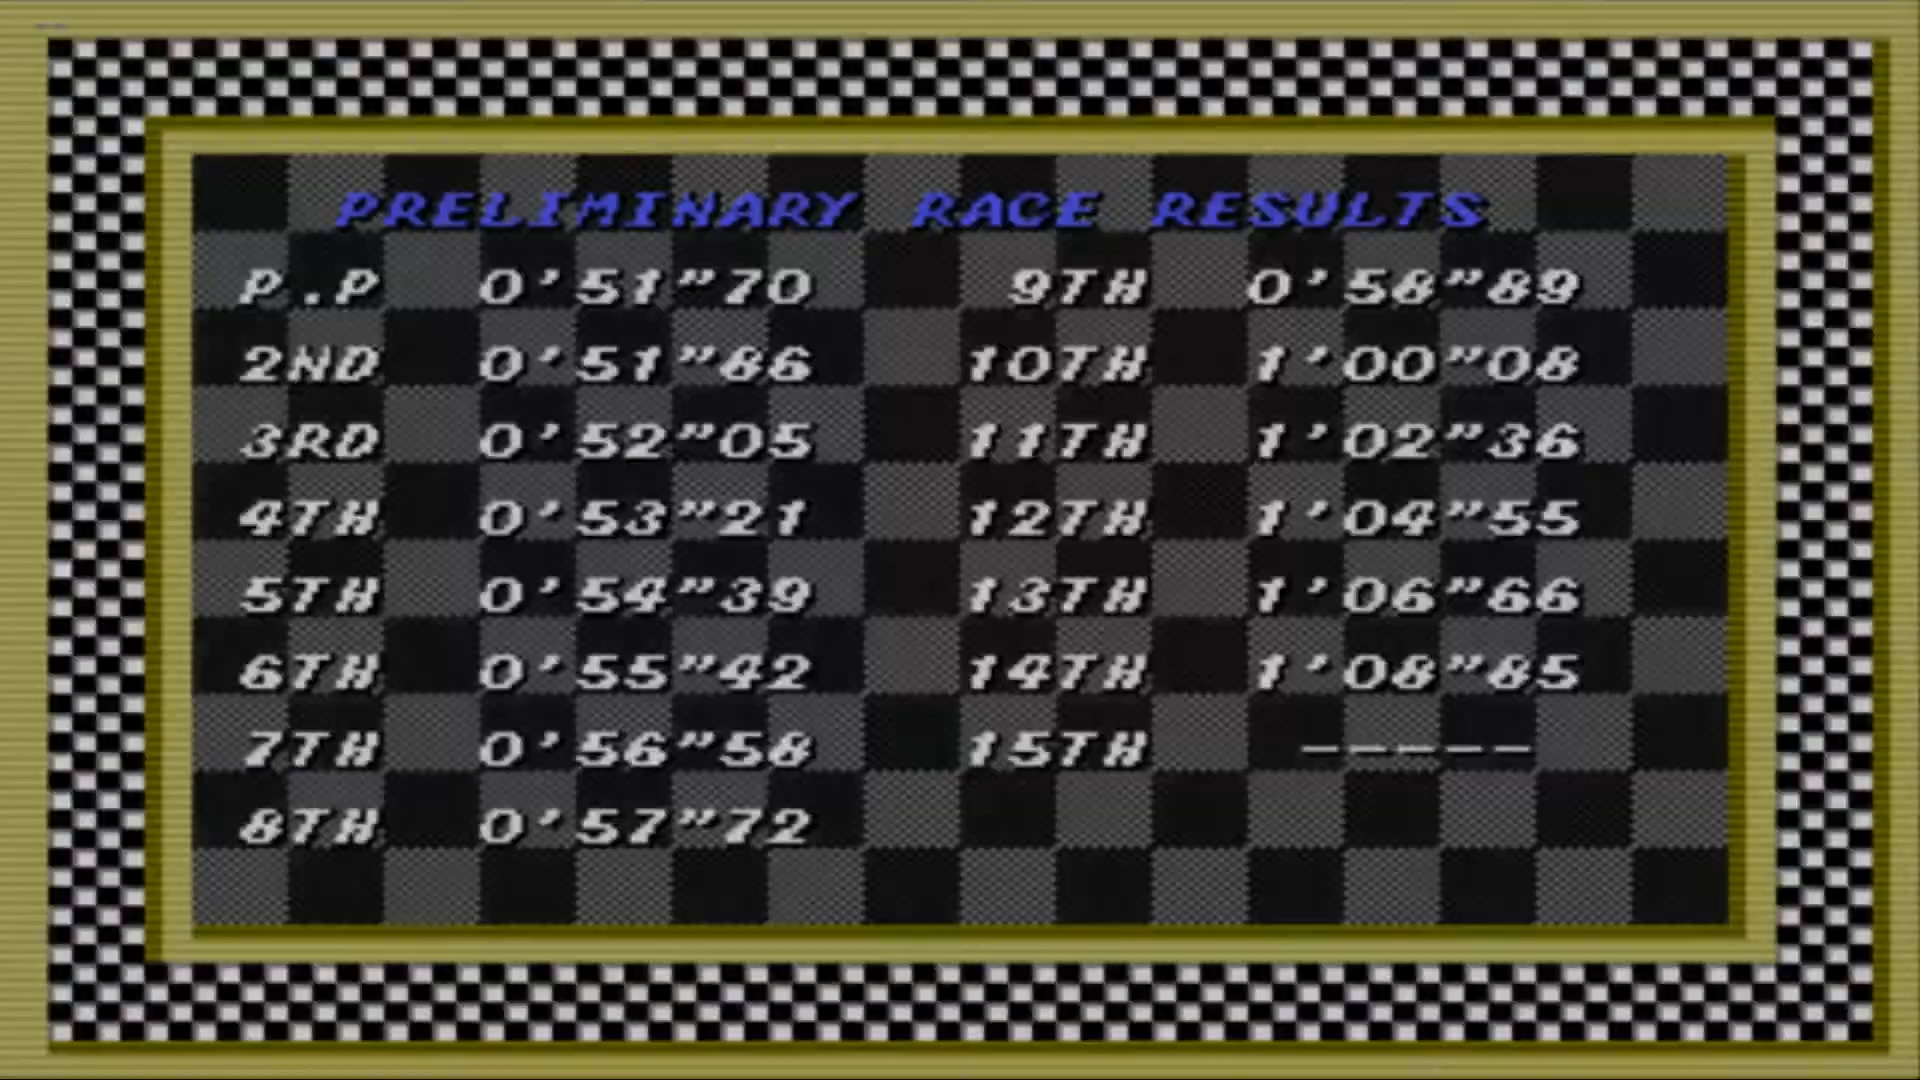 PRELIMINARY RACE RESULTS
P.P 0'51"70 9TH 0'58"89
2ND 0'51"86 10TH 1'00"08
3RD 0'52"05 11TH 1'02"36
4TH 0'53"21 12TH 1'04"55
5TH 0'54"39 13TH 1'06"66
6TH 0'55"42 14TH 1'08"85
7TH 0'56"58 15TH -----
8TH 0'57"72